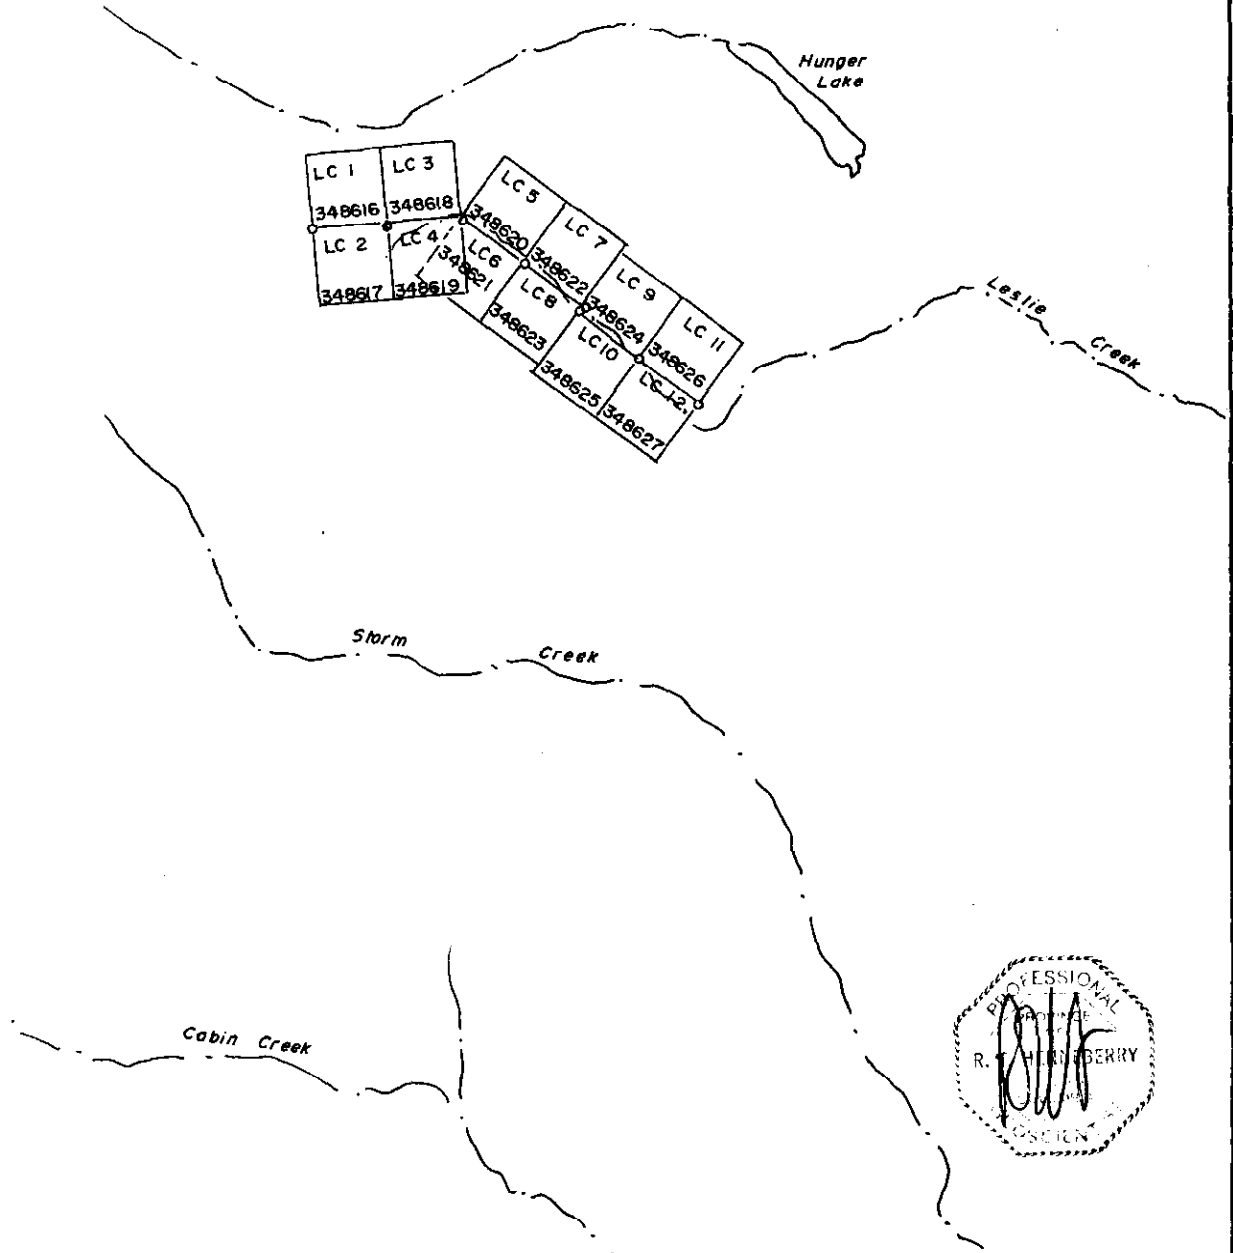 Hunger
Lake
LC 1
LC 3
348616
348618
LC 2
LC 4
348617
348619
LC 5
348620
LC 6
348621
LC 7
348622
LC 8
348623
LC 9
348624
LC 10
348625
LC 11
348626
LC 12
348627
Leslie
Creek
Storm
Creek
Cabin Creek
PROFESSIONAL
PROVINCE
R. T. HENNEBERRY